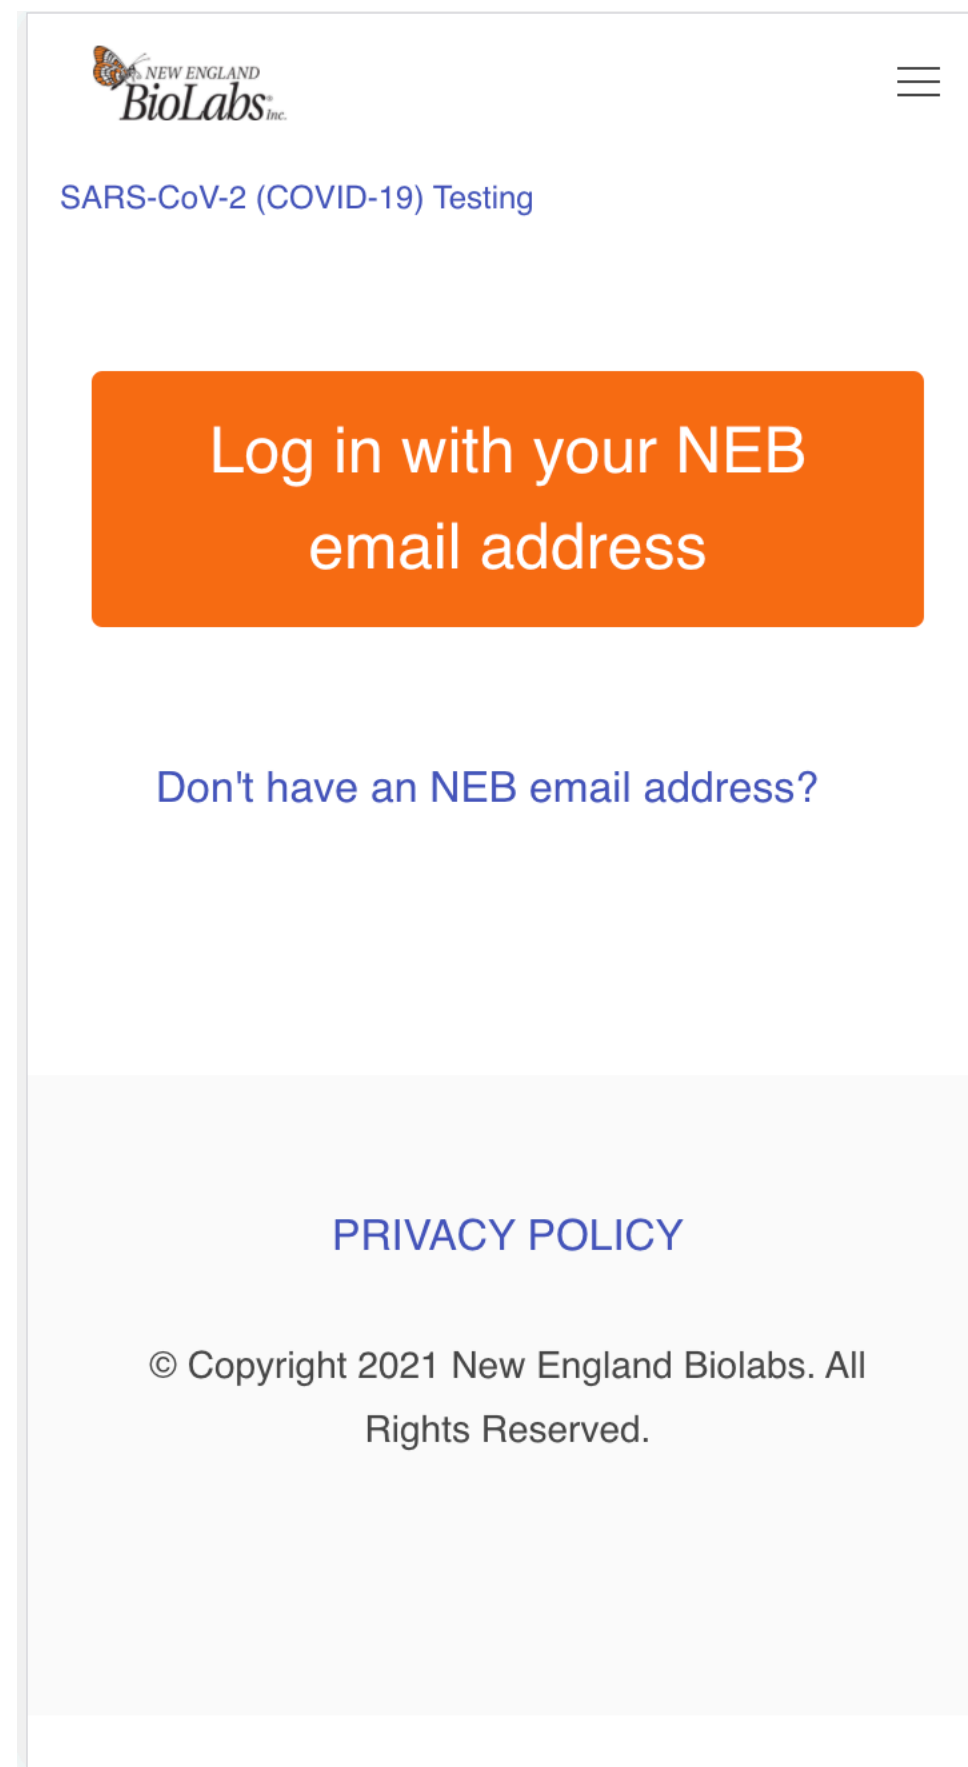 NEW ENGLAND
BioLabs® Inc.
SARS-CoV-2 (COVID-19) Testing
Log in with your NEB
email address
Don't have an NEB email address?
PRIVACY POLICY
© Copyright 2021 New England Biolabs. All
Rights Reserved.